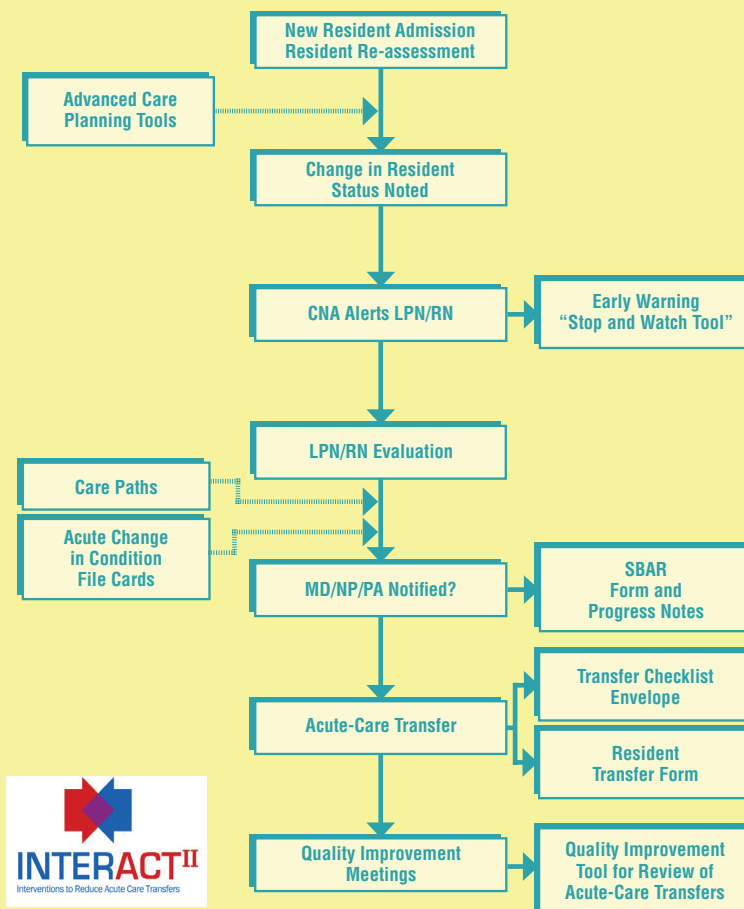 New Resident Admission
Resident Re-assessment
Advanced Care
Planning Tools
Change in Resident
Status Noted
CNA Alerts LPN/RN
Early Warning
“Stop and Watch Tool”
LPN/RN Evaluation
Care Paths
Acute Change
in Condition
File Cards
MD/NP/PA Notified?
SBAR
Form and
Progress Notes
Acute-Care Transfer
Transfer Checklist
Envelope
Resident
Transfer Form
Quality Improvement
Meetings
Quality Improvement
Tool for Review of
Acute-Care Transfers
INTERACT II
Interventions to Reduce Acute Care Transfers